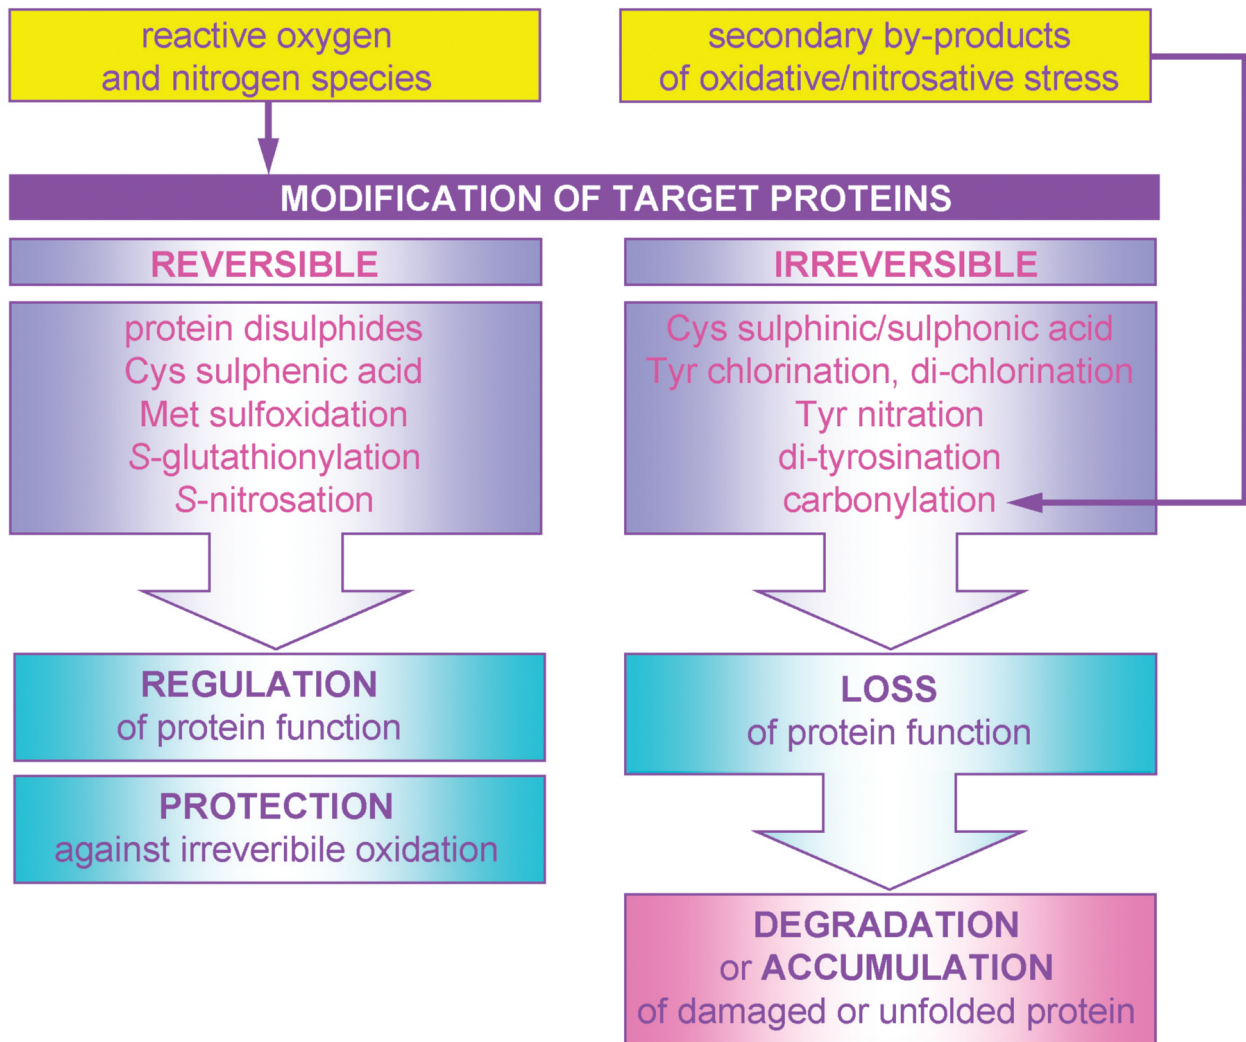 reactive oxygen
and nitrogen species
secondary by-products
of oxidative/nitrosative stress
MODIFICATION OF TARGET PROTEINS
REVERSIBLE
protein disulphides
Cys sulphenic acid
Met sulfoxidation
S-glutathionylation
S-nitrosation
IRREVERSIBLE
Cys sulphinic/sulphonic acid
Tyr chlorination, di-chlorination
Tyr nitration
di-tyrosination
carbonylation
REGULATION
of protein function
PROTECTION
against irreveribile oxidation
LOSS
of protein function
DEGRADATION
or ACCUMULATION
of damaged or unfolded protein